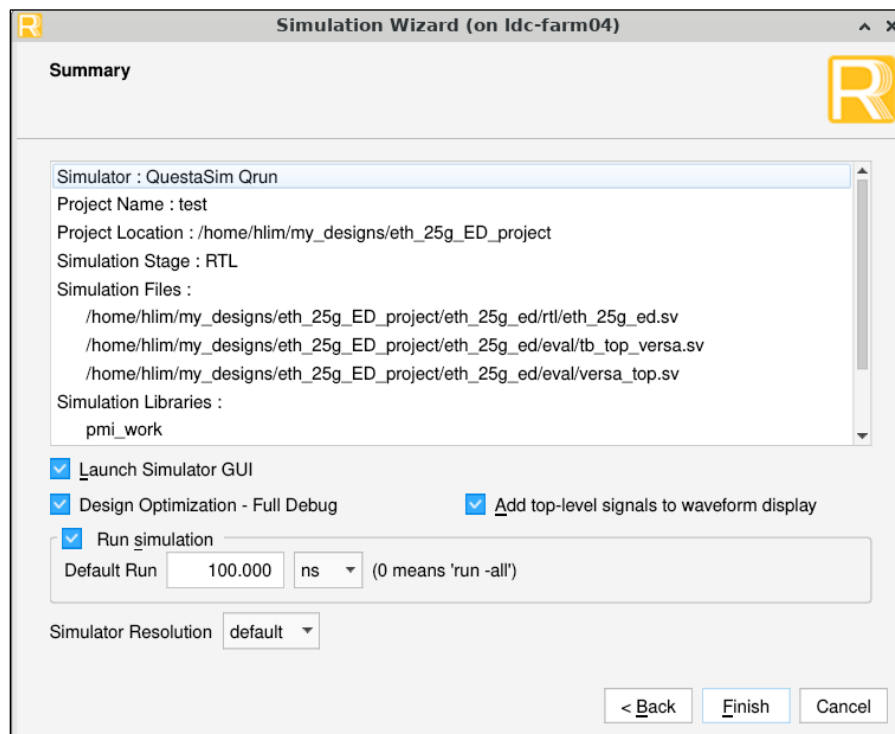 Simulation Wizard (on ldc-farm04)
Summary
Simulator : QuestaSim Qrun
Project Name : test
Project Location : /home/hlim/my_designs/eth_25g_ED_project
Simulation Stage : RTL
Simulation Files :
/home/hlim/my_designs/eth_25g_ED_project/eth_25g_ed/rtl/eth_25g_ed.sv
/home/hlim/my_designs/eth_25g_ED_project/eth_25g_ed/eval/tb_top_versa.sv
/home/hlim/my_designs/eth_25g_ED_project/eth_25g_ed/eval/versa_top.sv
Simulation Libraries :
pmi_work
Launch Simulator GUI
Design Optimization - Full Debug Add top-level signals to waveform display
Run simulation
Default Run 100.000 ns (0 means 'run -all')
Simulator Resolution default
< Back Finish Cancel